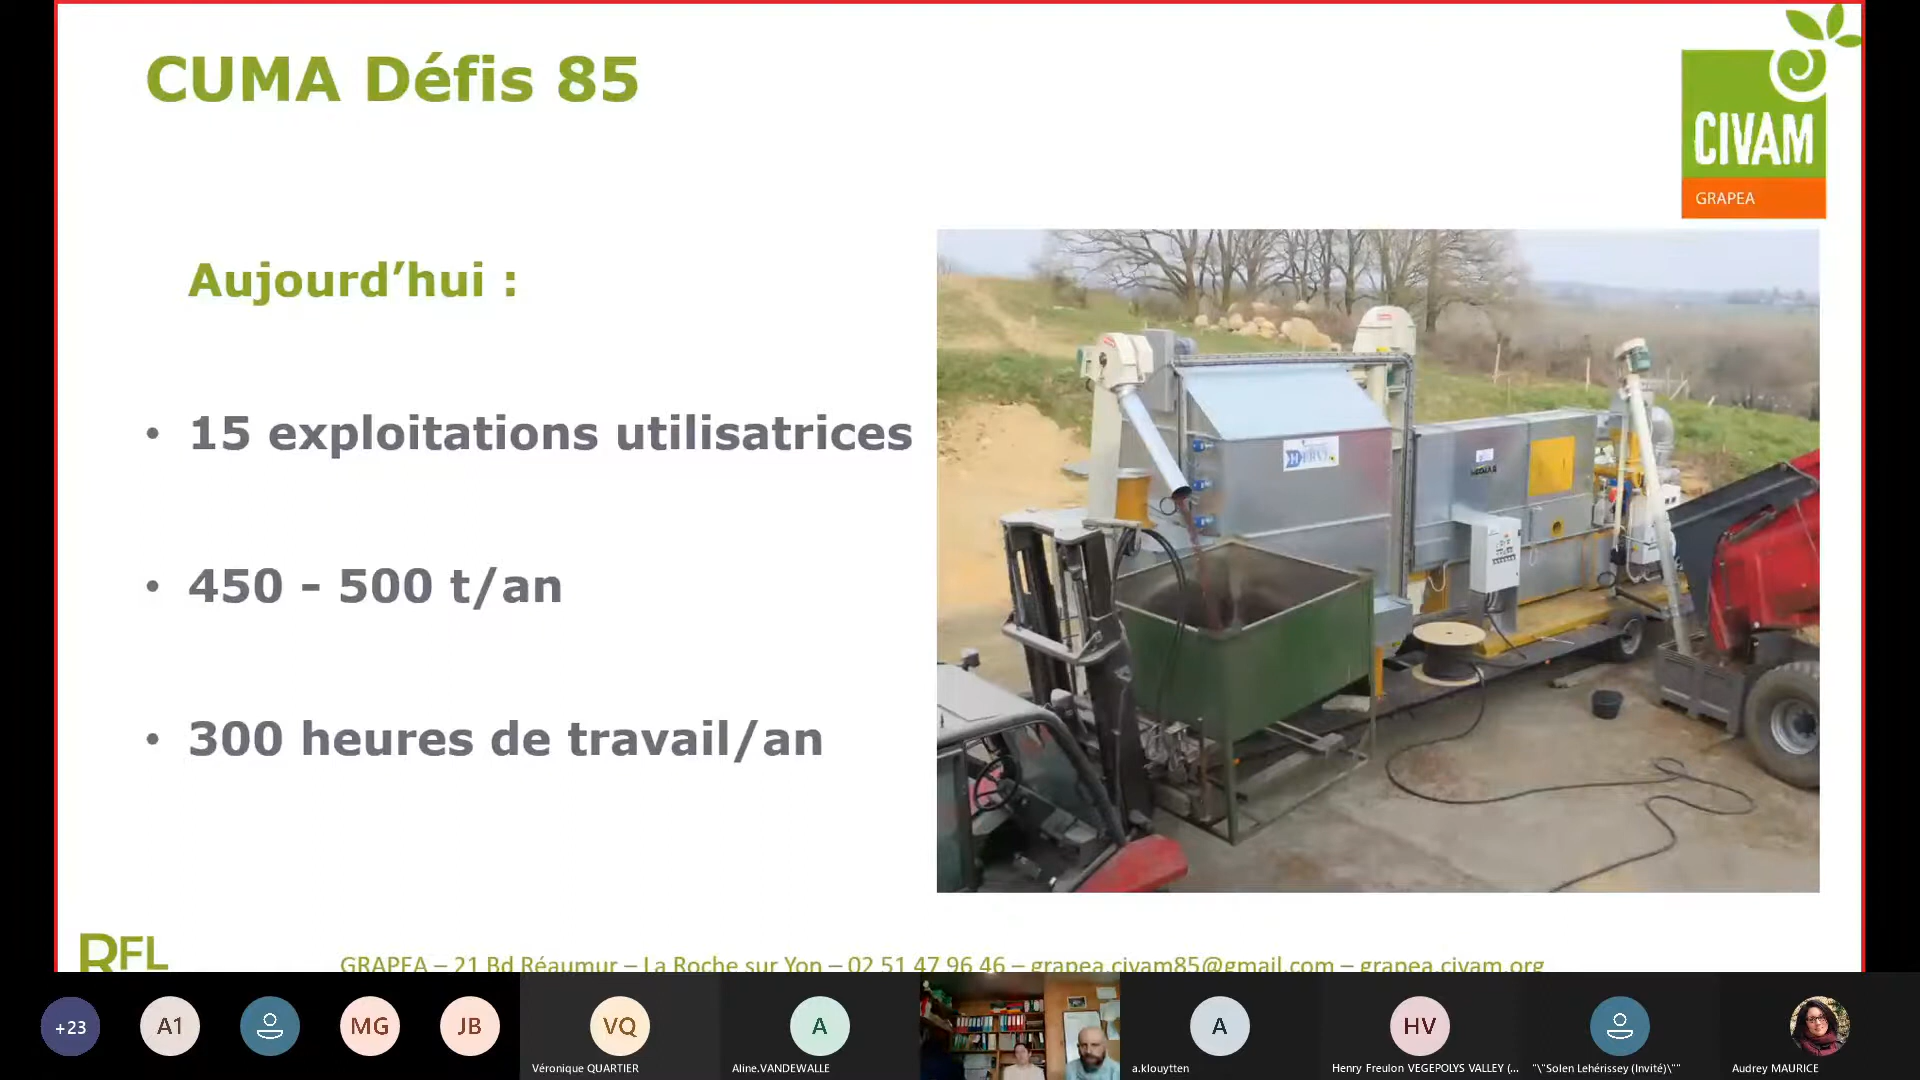 CUMA Défis 85
CIVAM
GRAPEA
Aujourd’hui :
• 15 exploitations utilisatrices
• 450 - 500 t/an
• 300 heures de travail/an
RFL
GRAPEA – 21 Bd Réaumur – La Roche sur Yon – 02 51 47 96 46 – grapea.civam85@gmail.com – grapea.civam.org
+23
A1
MG
JB
VQ
A
A
HV
Véronique QUARTIER
Aline.VANDEWALLE
a.klouytten
Henry Freulon VEGEPOLYS VALLEY (...
"\"Solen Lehérissey (Invité)\""
Audrey MAURICE